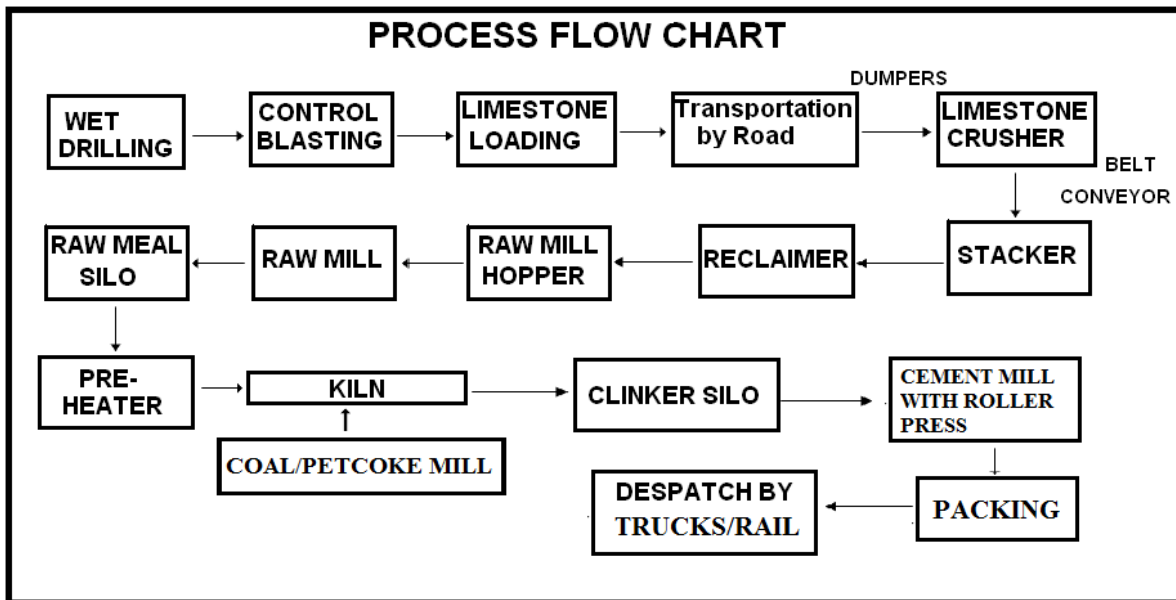 PROCESS FLOW CHART
DUMPERS
WET
DRILLING
CONTROL
BLASTING
LIMESTONE
LOADING
Transportation
by Road
LIMESTONE
CRUSHER
BELT
CONVEYOR
RAW MEAL
SILO
RAW MILL
RAW MILL
HOPPER
RECLAIMER
STACKER
PRE-
HEATER
KILN
CLINKER SILO
CEMENT MILL
WITH ROLLER
PRESS
COAL/PETCOKE MILL
DESPATCH BY
TRUCKS/RAIL
PACKING